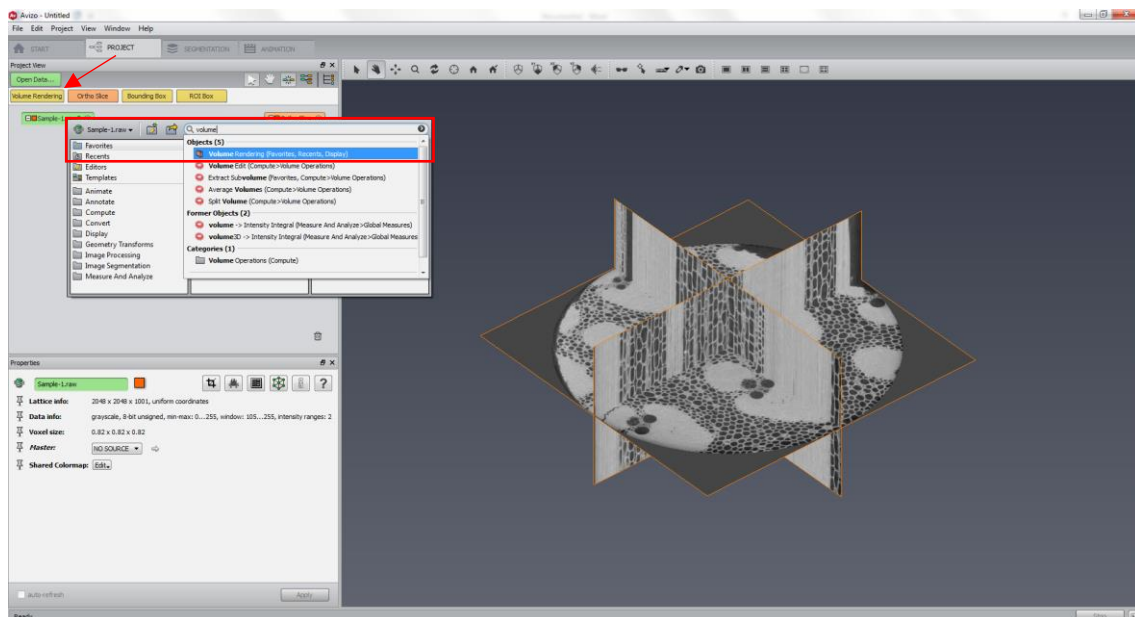 Avizo - Untitled
File Edit Project View Window Help
START PROJECT SEGMENTATION ANIMATION
Project View
Open Data...
Volume Rendering Ortho Slice Bounding Box ROI Box
Sample-1.raw volume
Favorites
Recents
Editors
Templates
Animate
Annotate
Compute
Convert
Display
Geometry Transforms
Image Processing
Image Segmentation
Measure And Analyze
Objects (5)
Volume Rendering (Favorites, Recents, Display)
Volume Edit (Compute>Volume Operations)
Extract Subvolume (Favorites, Compute>Volume Operations)
Average Volumes (Compute>Volume Operations)
Split Volume (Compute>Volume Operations)
Former Objects (2)
volume -> Intensity Integral (Measure And Analyze>Global Measures)
volume3D -> Intensity Integral (Measure And Analyze>Global Measures
Categories (1)
Volume Operations (Compute)
Properties
Sample-1.raw
Lattice info: 2048 x 2048 x 1001, uniform coordinates
Data info: grayscale, 8-bit unsigned, min-max: 0...255, window: 105...255, intensity ranges: 2
Voxel size: 0.82 x 0.82 x 0.82
Master: NO SOURCE
Shared Colormap: Edit
auto-refresh Apply
Ready Stop